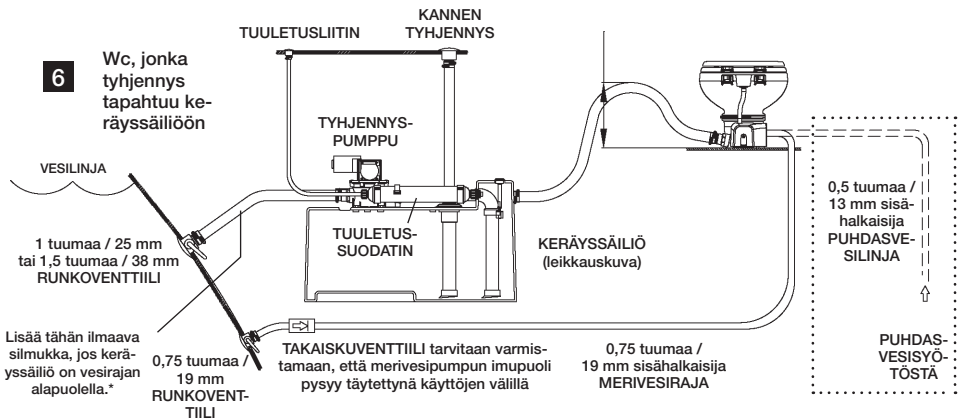 TUULETUSLIITIN
KANNEN
TYHJENNYS
6
Wc, jonka
tyhjennys
tapahtuu ke-
räyssäiliöön
TYHJENNYS-
PUMPPU
VESILINJA
TUULETUS-
SUODATIN
KERÄYSSÄILIÖ
(leikkauskuva)
0,5 tuumaa /
13 mm sisä-
halkaisija
PUHDASVE-
SILINJA
1 tuumaa / 25 mm
tai 1,5 tuumaa / 38 mm
RUNKOVENTTIILI
Lisää tähän ilmaava
silmukka, jos kerä-
yssäiliö on vesirajan
alapuolella.*
0,75 tuumaa /
19 mm
RUNKOVENT-
TIILI
TAKAISKUVENTTIILI tarvitaan varmis-
tamaan, että merivesipumpun imupuoli
pysyy täytettynä käyttöjen välillä
0,75 tuumaa /
19 mm sisähalkaisija
MERIVESIRAJA
PUHDAS-
VESISYÖ-
TÖSTÄ